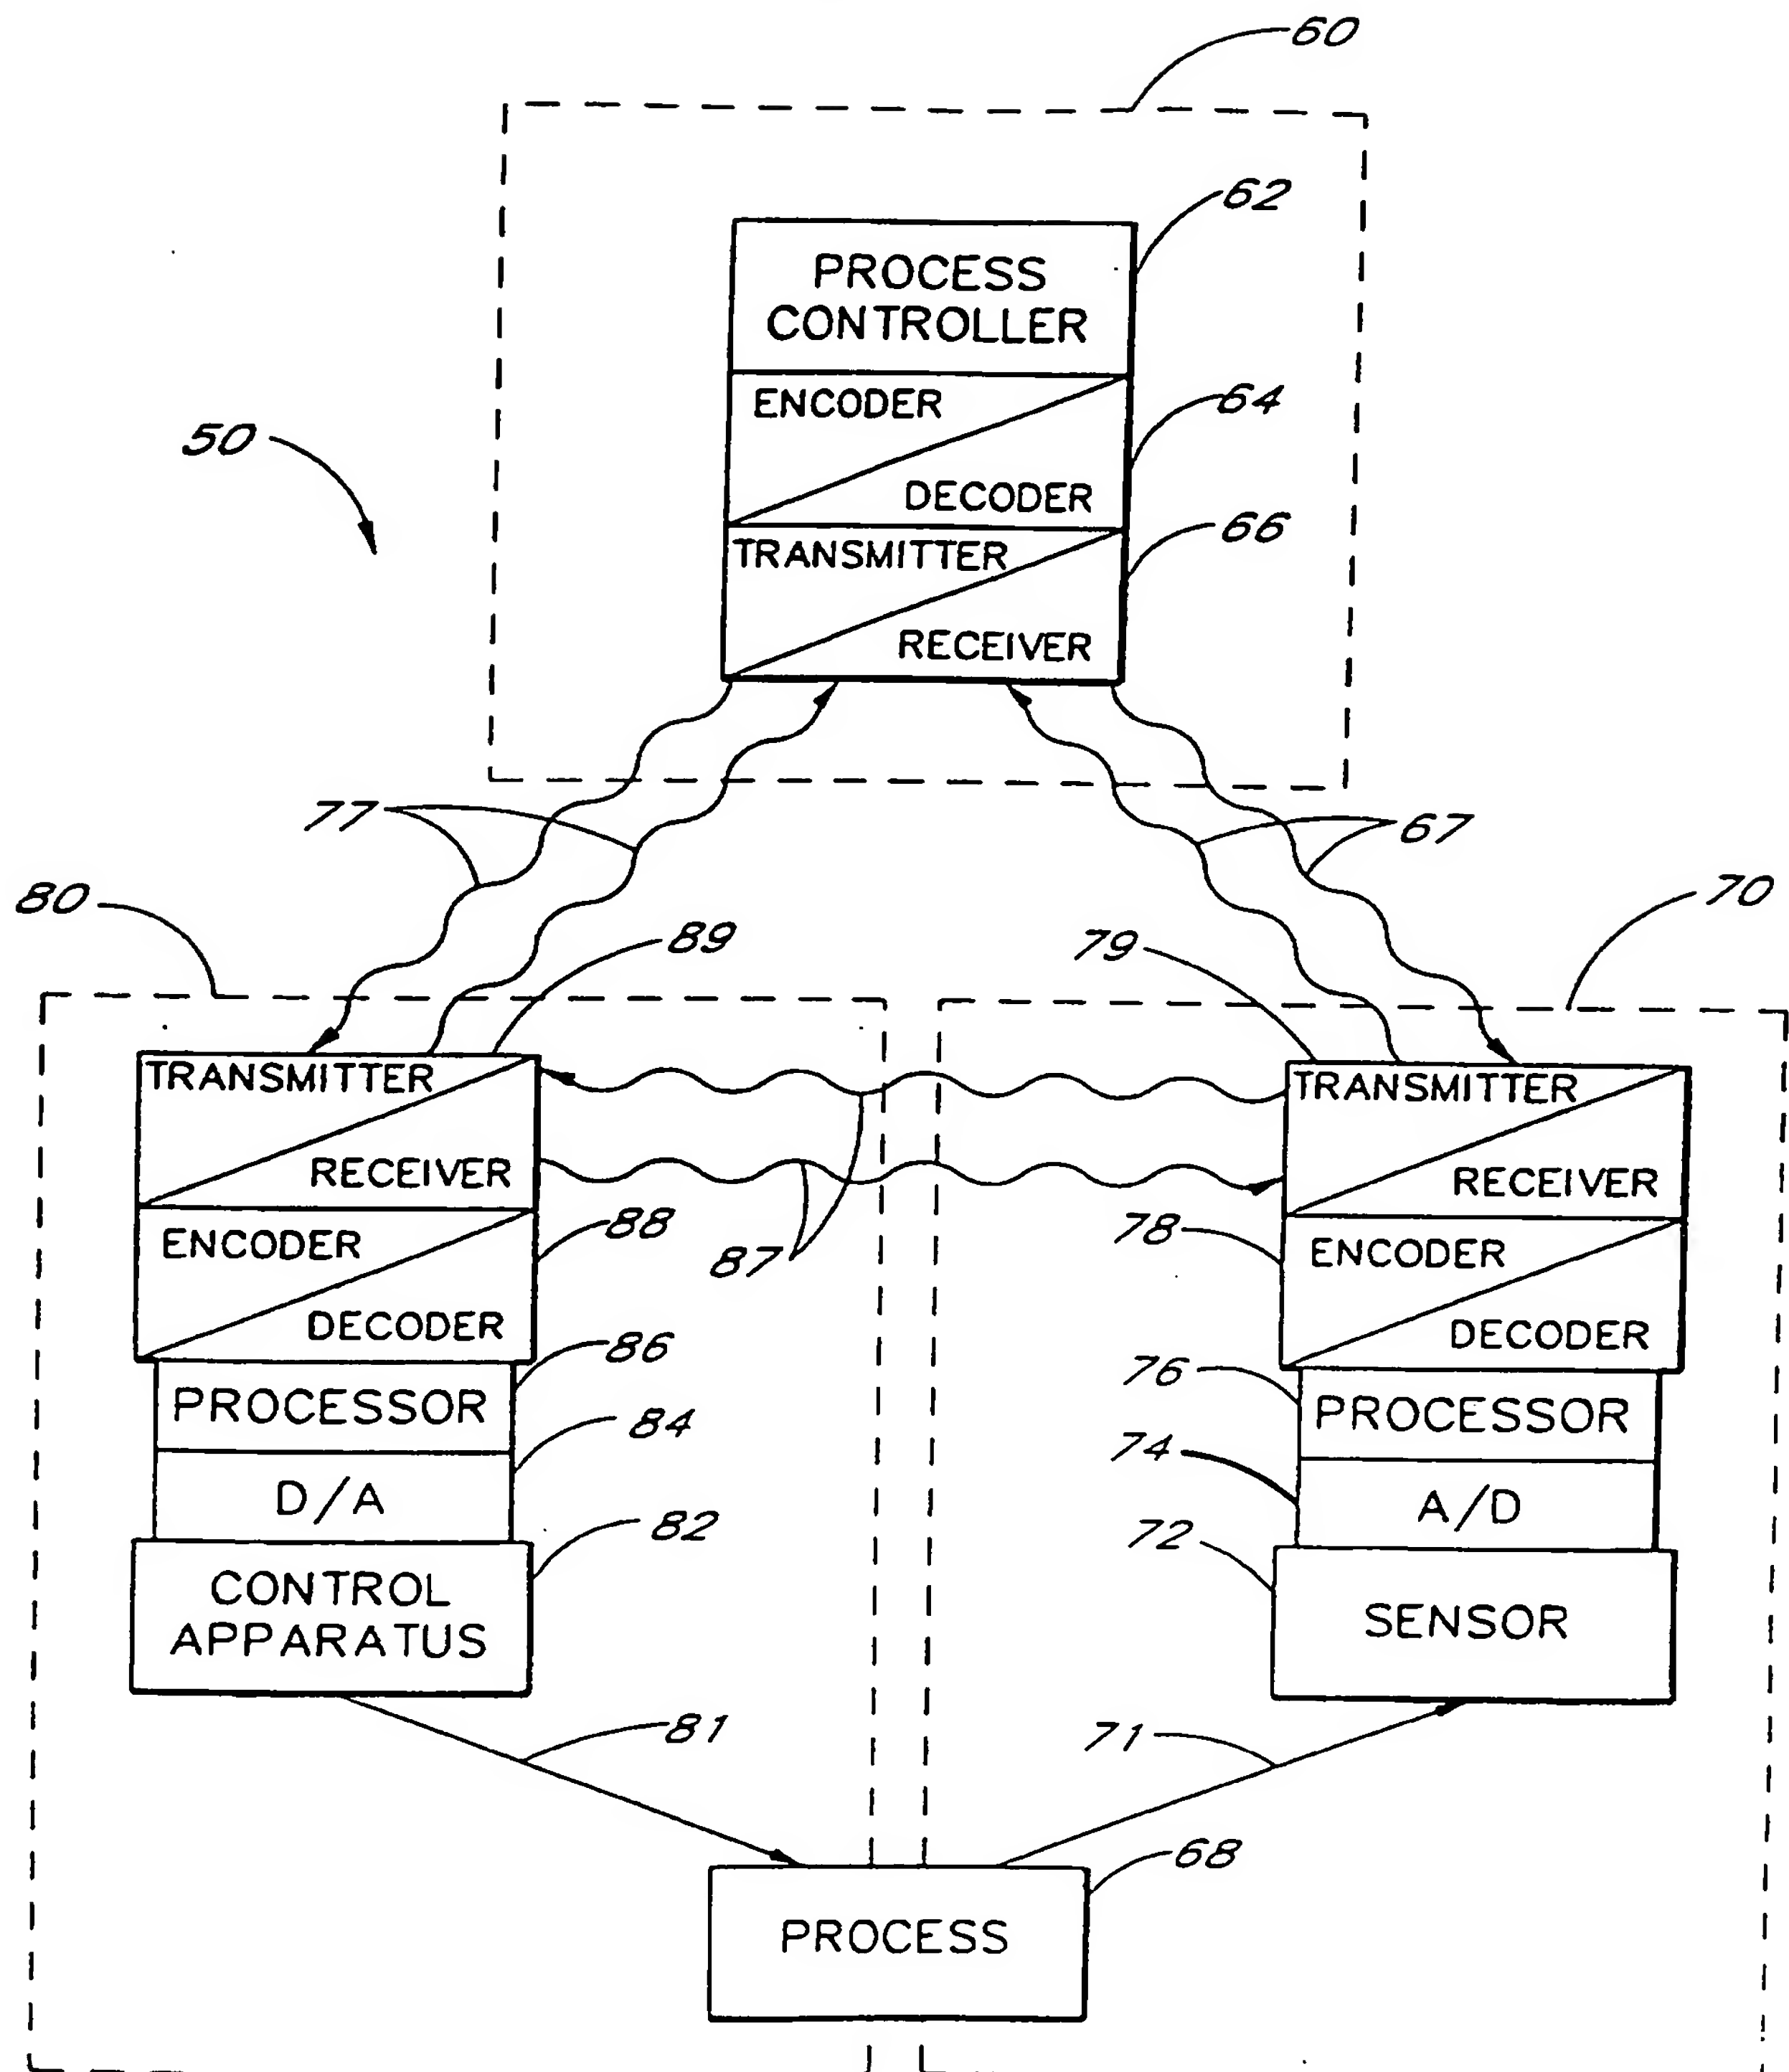 60
62
PROCESS
CONTROLLER
64
ENCODER
DECODER
50
66
TRANSMITTER
RECEIVER
77
67
80
70
89
79
TRANSMITTER
RECEIVER
TRANSMITTER
RECEIVER
88
87
78
ENCODER
DECODER
ENCODER
DECODER
86
76
PROCESSOR
PROCESSOR
84
74
D/A
A/D
82
72
CONTROL
APPARATUS
SENSOR
81
71
68
PROCESS